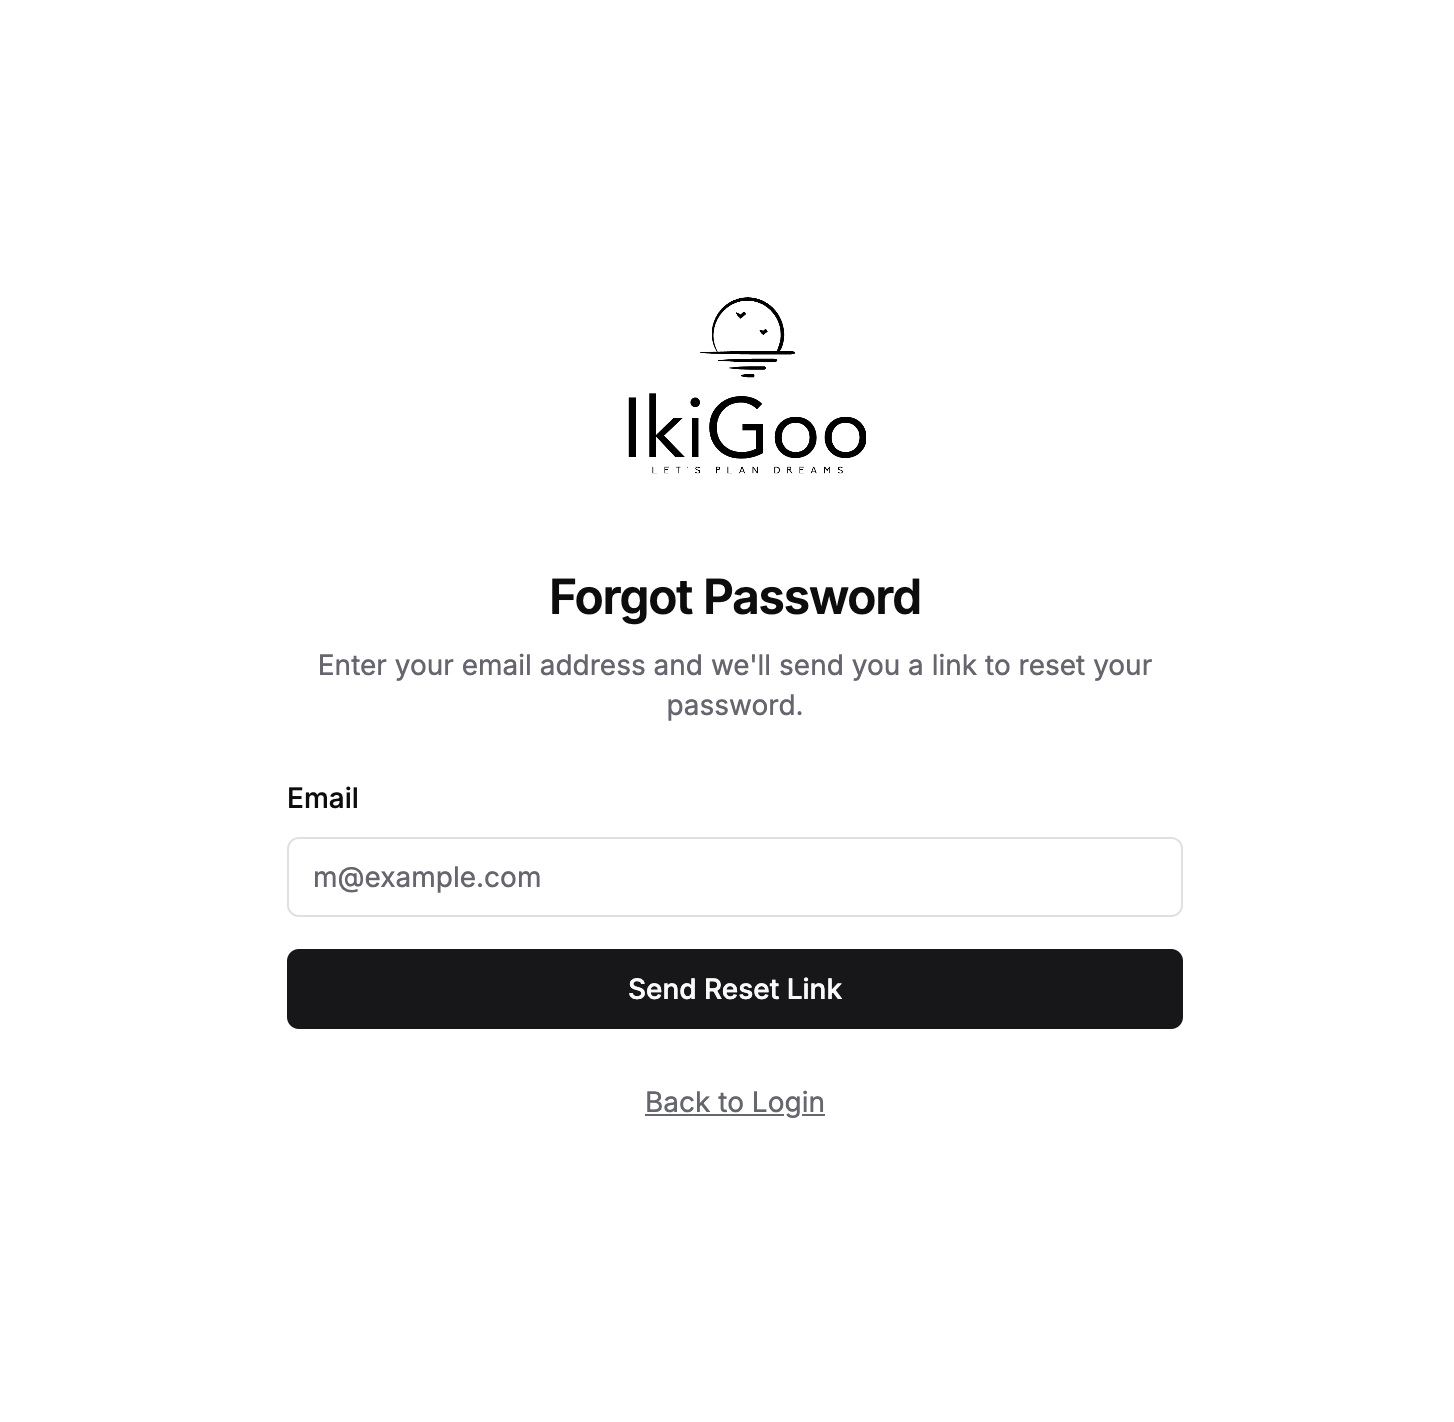 IkiGoo
LET'S PLAN DREAMS
Forgot Password
Enter your email address and we'll send you a link to reset your
password.
Email
m@example.com
Send Reset Link
Back to Login